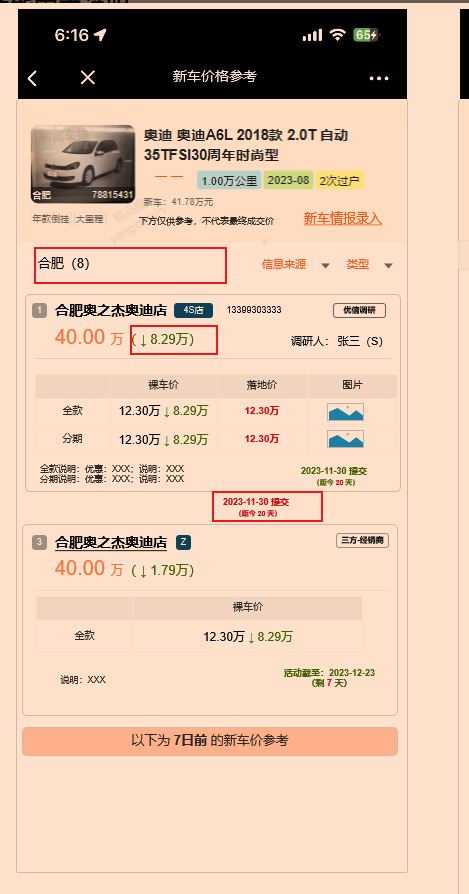 6:16
65
新车价格参考
奥迪 奥迪A6L 2018款 2.0T 自动
35TFSI30周年时尚型
合肥
78815431
一一
1.00万公里
2023-08
2次过户
新车：41.78万元
年款倒挂
大里程
下方仅供参考，不代表最终成交价
新车情报录入
合肥（8）
信息来源
类型
1
合肥奥之杰奥迪店
4S店
13399303333
优信调研
40.00 万
(↓8.29万)
调研人： 张三（S)
裸车价
落地价
图片
全款
12.30万↓8.29万
12.30万
分期
12.30万↓8.29万
12.30万
全款说明：优惠：XXX；说明：XXX
分期说明：优惠：XXX；说明：XXX
2023-11-30 提交
(距今 20 天)
2023-11-30 提交
(距今 20 天)
3
合肥奥之杰奥迪店
Z
三方-经销商
40.00 万
(↓1.79万)
裸车价
全款
12.30万↓8.29万
说明：XXX
活动截至：2023-12-23
(剩 7 天)
以下为 7日前 的新车价参考